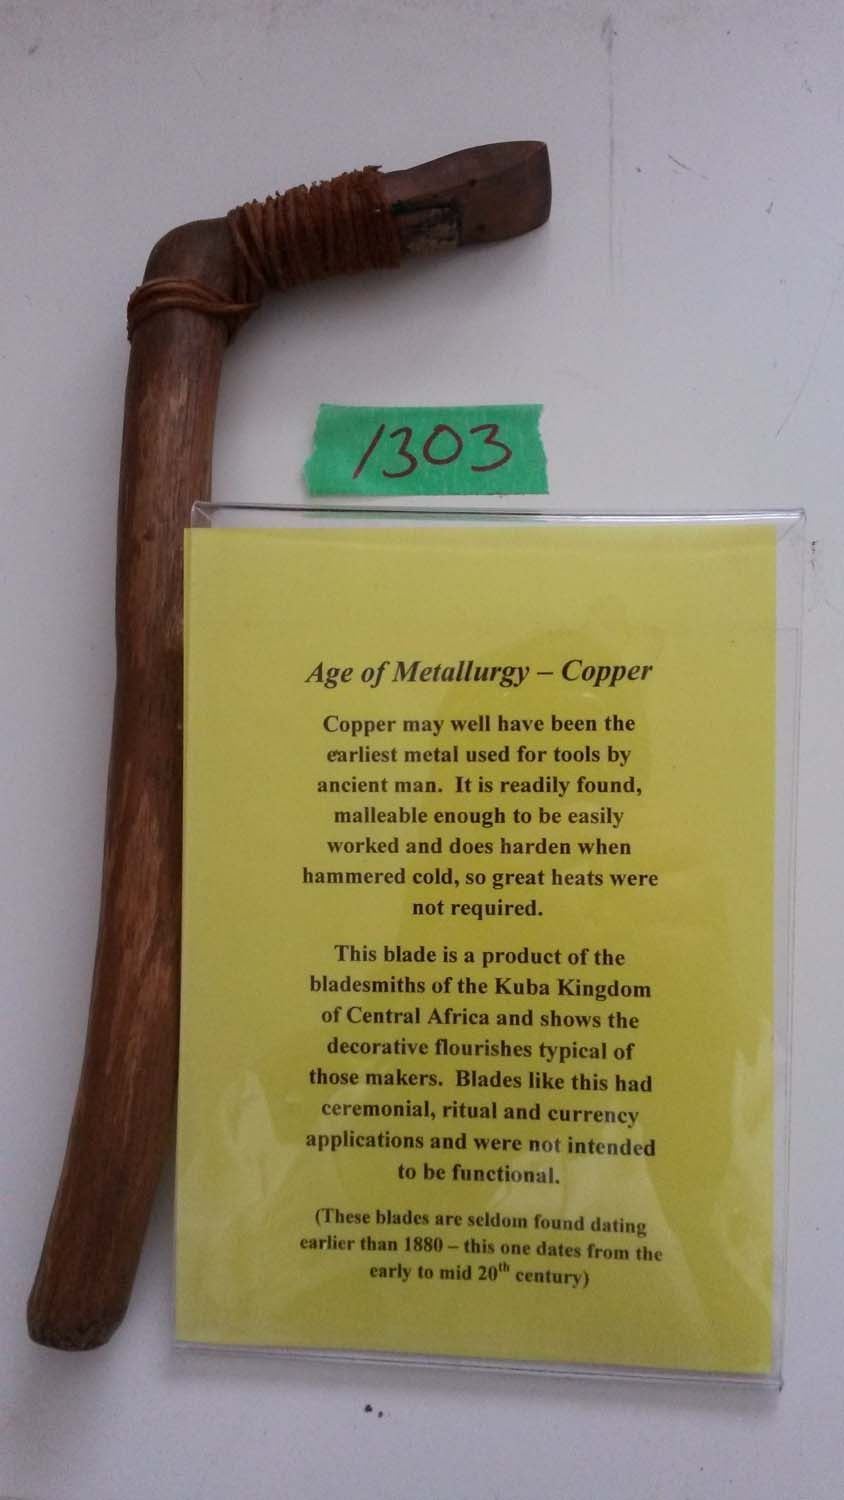 1303
Age of Metallurgy – Copper
Copper may well have been the
earliest metal used for tools by
ancient man. It is readily found,
malleable enough to be easily
worked and does harden when
hammered cold, so great heats were
not required.
This blade is a product of the
bladesmiths of the Kuba Kingdom
of Central Africa and shows the
decorative flourishes typical of
those makers. Blades like this had
ceremonial, ritual and currency
applications and were not intended
to be functional.
(These blades are seldom found dating
earlier than 1880 – this one dates from the
early to mid 20th century)